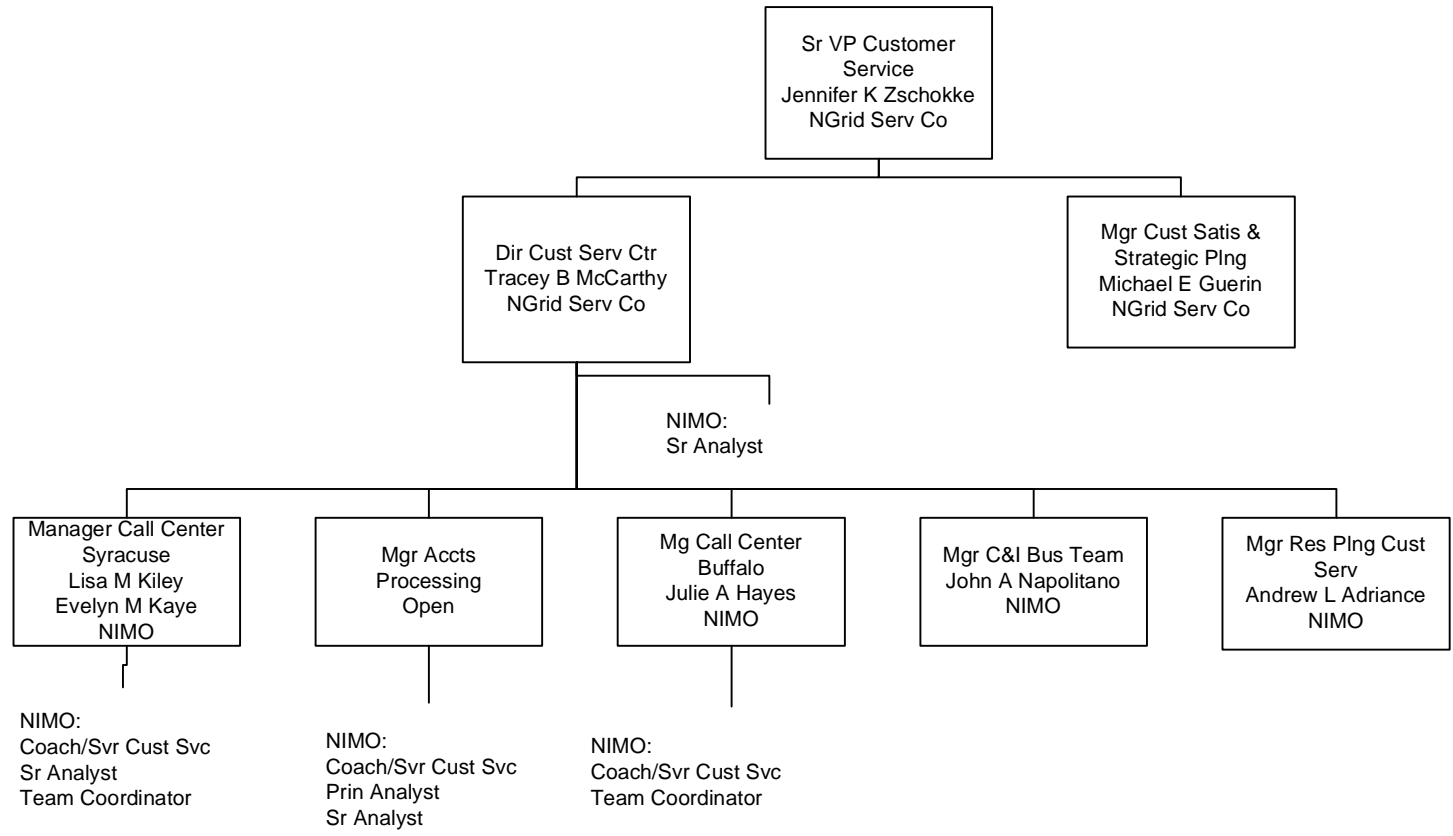 Sr VP Customer
Service
Jennifer K Zschokke
NGrid Serv Co
Dir Cust Serv Ctr
Tracey B McCarthy
NGrid Serv Co
Mgr Cust Satis &
Strategic Plng
Michael E Guerin
NGrid Serv Co
NIMO:
Sr Analyst
Manager Call Center
Syracuse
Lisa M Kiley
Evelyn M Kaye
NIMO
Mgr Accts
Processing
Open
Mg Call Center
Buffalo
Julie A Hayes
NIMO
Mgr C&I Bus Team
John A Napolitano
NIMO
Mgr Res Plng Cust
Serv
Andrew L Adriance
NIMO
NIMO:
Coach/Svr Cust Svc
Sr Analyst
Team Coordinator
NIMO:
Coach/Svr Cust Svc
Prin Analyst
Sr Analyst
NIMO:
Coach/Svr Cust Svc
Team Coordinator